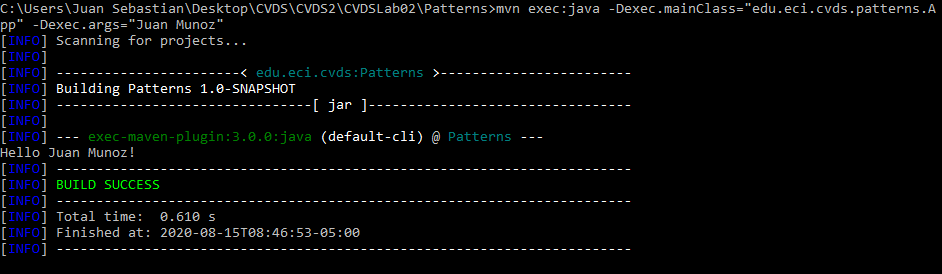 C:\Users\Juan Sebastian\Desktop\CVDS\CVDS2\CVDSLab02\Patterns>mvn exec:java -Dexec.mainClass="edu.eci.cvds.patterns.A
pp" -Dexec.args="Juan Munoz"
[INFO] Scanning for projects...
[INFO]
[INFO] ----------------------< edu.eci.cvds:Patterns >-----------------------
[INFO] Building Patterns 1.0-SNAPSHOT
[INFO] --------------------------------[ jar ]---------------------------------
[INFO]
[INFO] --- exec-maven-plugin:3.0.0:java (default-cli) @ Patterns ---
Hello Juan Munoz!
[INFO] ------------------------------------------------------------------------
[INFO] BUILD SUCCESS
[INFO] ------------------------------------------------------------------------
[INFO] Total time:  0.610 s
[INFO] Finished at: 2020-08-15T08:46:53-05:00
[INFO] ------------------------------------------------------------------------